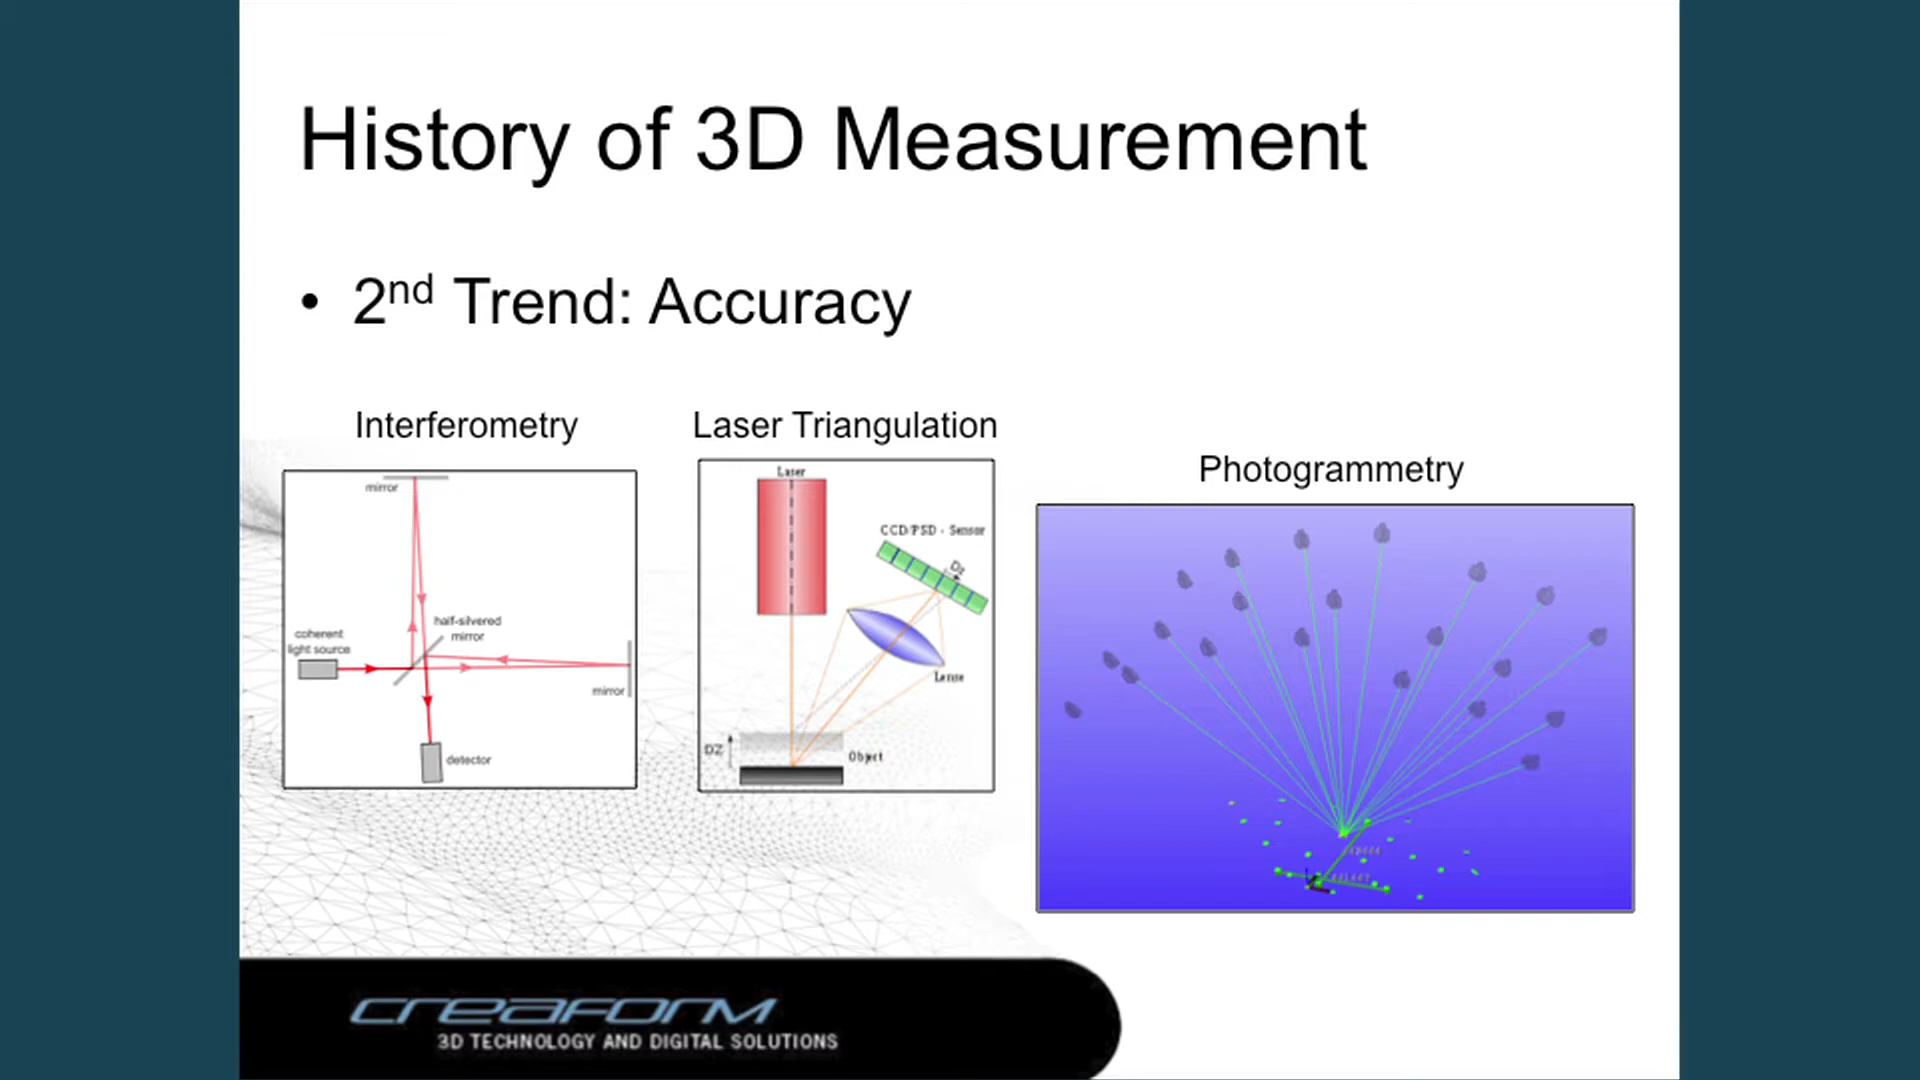 History of 3D Measurement
• 2nd Trend: Accuracy
Interferometry
Laser Triangulation
Photogrammetry
mirror
coherent
light source
half-silvered
mirror
mirror
detector
Laser
CCD/PSD - Sensor
DZ
Lense
DZ
Object
CREAFORM
3D TECHNOLOGY AND DIGITAL SOLUTIONS